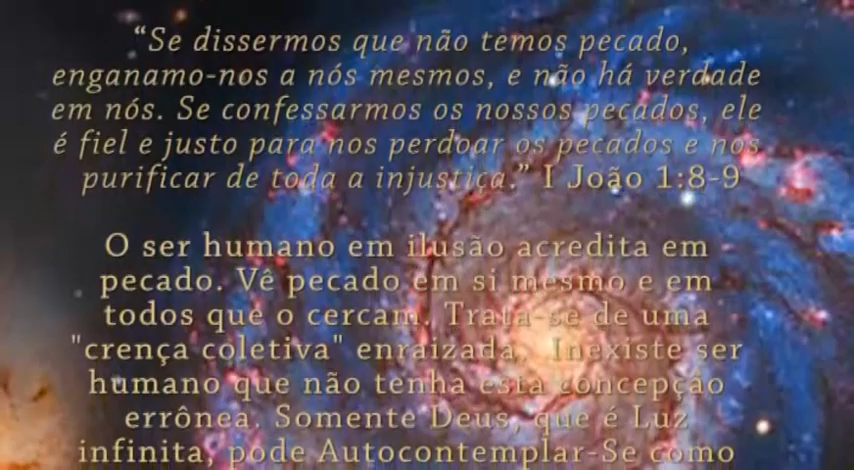 “Se dissermos que não temos pecado,
enganamo-nos a nós mesmos, e não há verdade
em nós. Se confessarmos os nossos pecados, ele
é fiel e justo para nos perdoar os pecados e nos
purificar de toda a injustiça.” I João 1:8-9
O ser humano em ilusão acredita em
pecado. Vê pecado em si mesmo e em
todos que o cercam. Trata-se de uma
"crença coletiva" enraizada. Inexiste ser
humano que não tenha esta concepção
errônea. Somente Deus, que é Luz
infinita, pode Autocontemplar-Se como